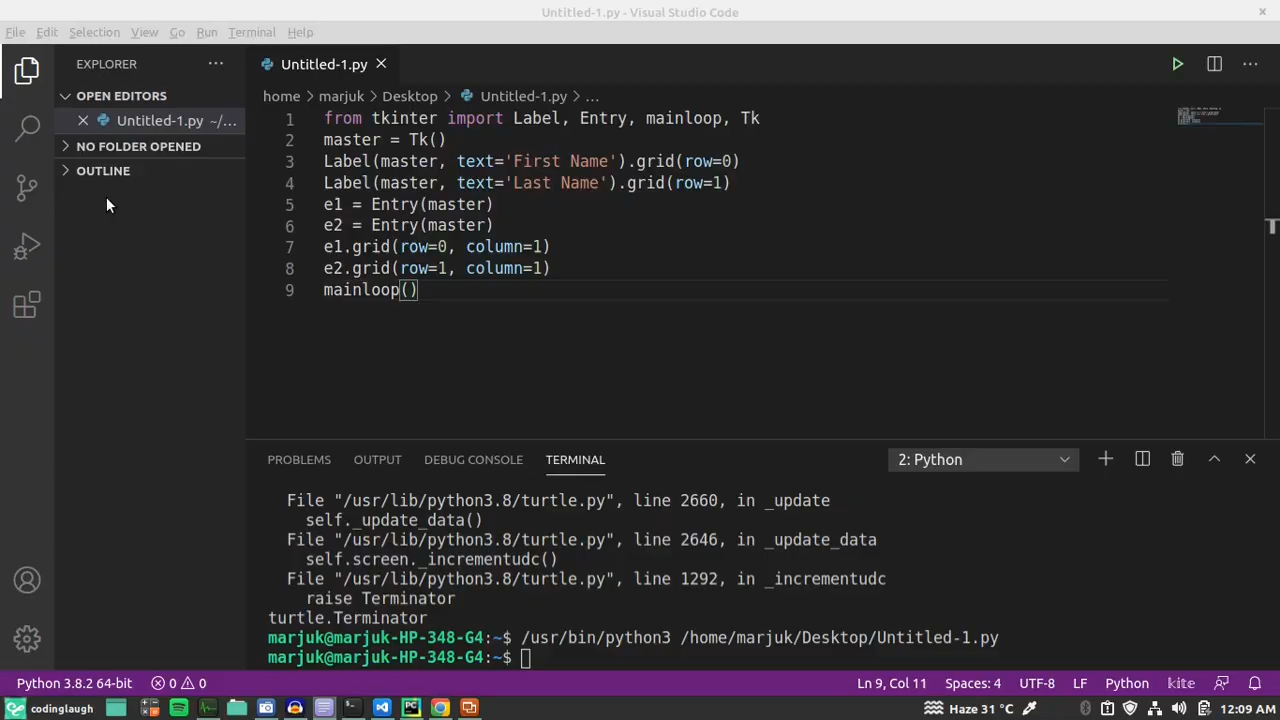 Untitled-1.py - Visual Studio Code
File Edit Selection View Go Run Terminal Help
EXPLORER
OPEN EDITORS
Untitled-1.py ~/...
NO FOLDER OPENED
OUTLINE
Untitled-1.py
home > marjuk > Desktop > Untitled-1.py > ...
1 from tkinter import Label, Entry, mainloop, Tk
2 master = Tk()
3 Label(master, text='First Name').grid(row=0)
4 Label(master, text='Last Name').grid(row=1)
5 e1 = Entry(master)
6 e2 = Entry(master)
7 e1.grid(row=0, column=1)
8 e2.grid(row=1, column=1)
9 mainloop()
PROBLEMS OUTPUT DEBUG CONSOLE TERMINAL 2: Python
File "/usr/lib/python3.8/turtle.py", line 2660, in _update
self._update_data()
File "/usr/lib/python3.8/turtle.py", line 2646, in _update_data
self.screen._incrementudc()
File "/usr/lib/python3.8/turtle.py", line 1292, in _incrementudc
raise Terminator
turtle.Terminator
marjuk@marjuk-HP-348-G4:~$ /usr/bin/python3 /home/marjuk/Desktop/Untitled-1.py
marjuk@marjuk-HP-348-G4:~$
Python 3.8.2 64-bit 0 0 Ln 9, Col 11 Spaces: 4 UTF-8 LF Python kite
codinglaugh Haze 31 °C 12:09 AM